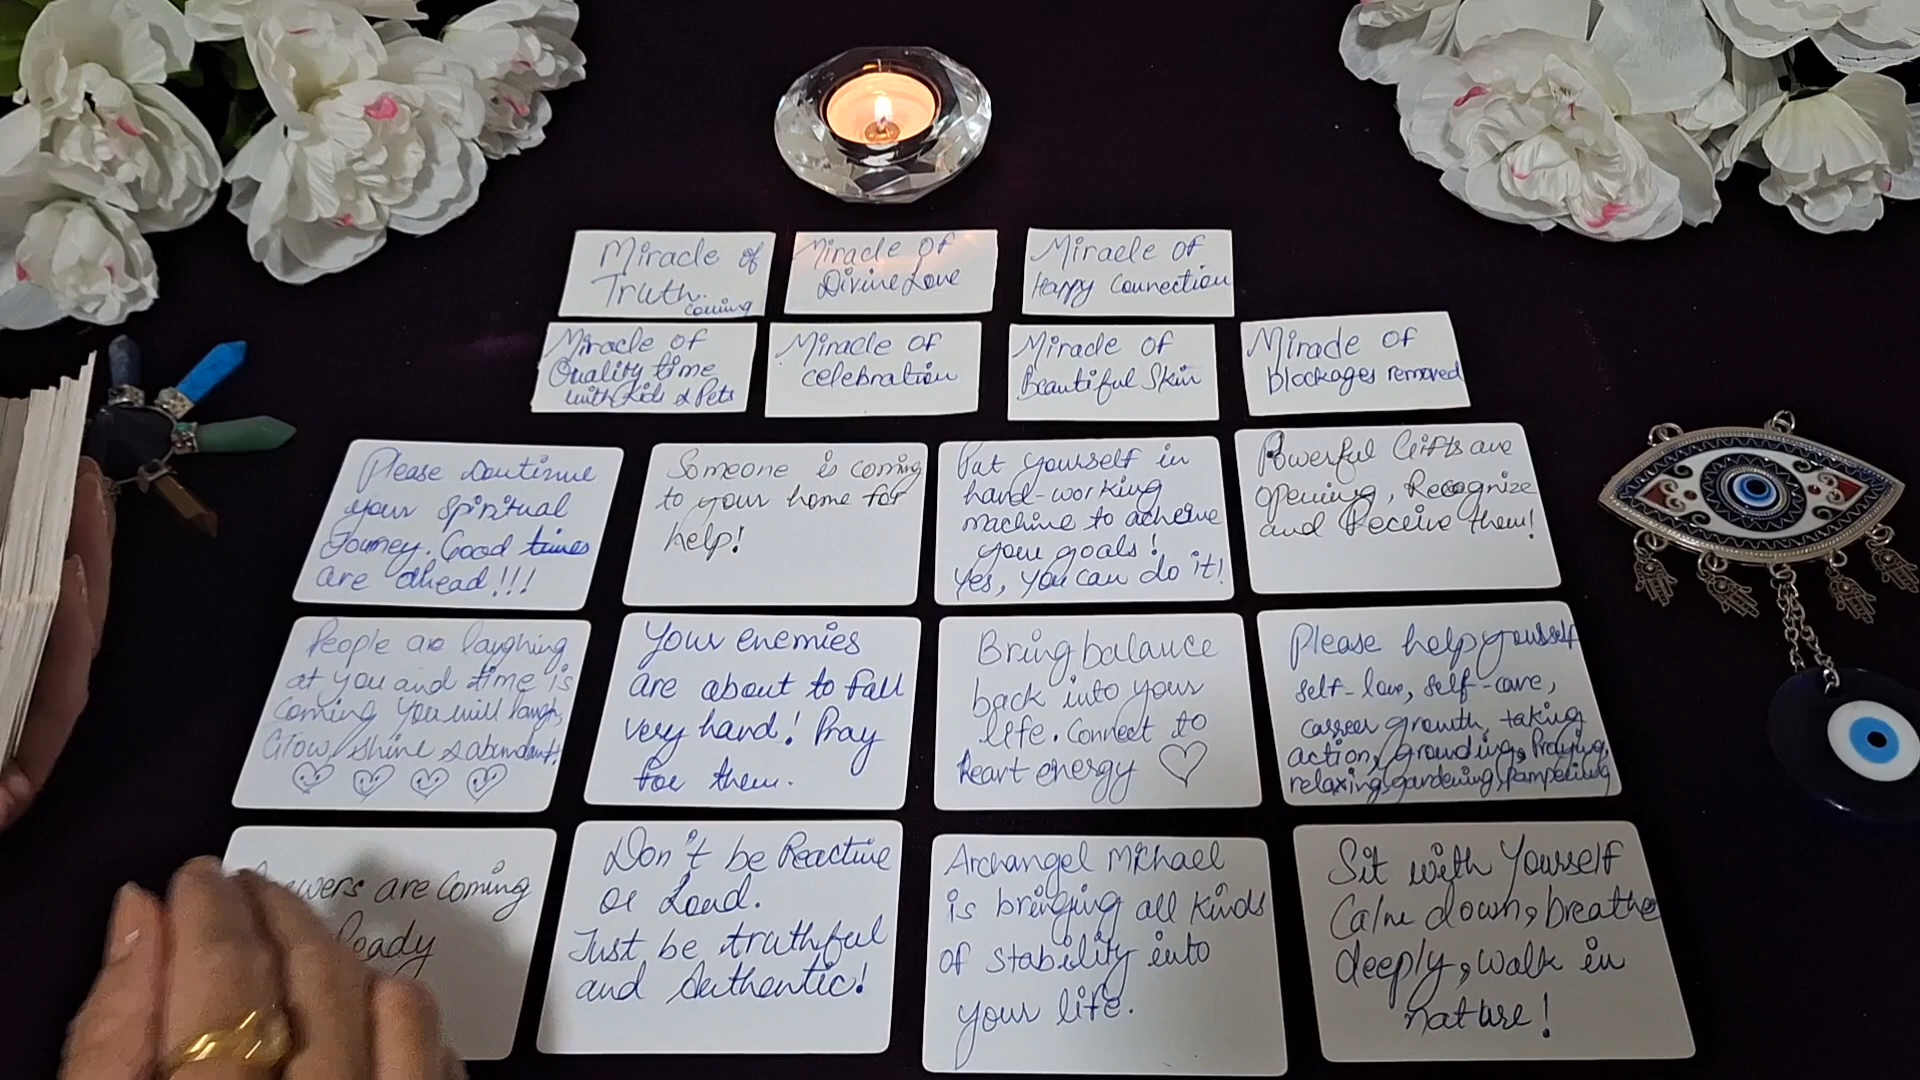 Miracle of
Truth.
coming
Miracle of
Divine Love
Miracle of
Happy Connection
Miracle of
Quality time
with Kids & Pets
Miracle of
celebration
Miracle of
Beautiful Skin
Miracle of
blockages removed
Please Continue
your Spiritual
Journey. Good times
are ahead!!!
Someone is coming
to your home for
help!
Put yourself in
hard-working
machine to achieve
your goals!
Yes, you can do it!
Powerful Gifts are
opening, Recognize
and Receive them!
People are laughing
at you and time is
coming you will laugh,
Glow, shine & abundant!
Your enemies
are about to fall
very hard! Pray
for them.
Bring balance
back into your
life. Connect to
Heart energy
Please help yourself
self-love, self-care,
career growth, taking
action, grounding, Praying,
relaxing, gardening, pampering
are Coming
Don't be Reactive
or Loud.
Just be truthful
and Authentic!
Archangel Michael
is bringing all kinds
of stability into
your life.
Sit with Yourself
Calm down, breathe
deeply, walk in
nature!